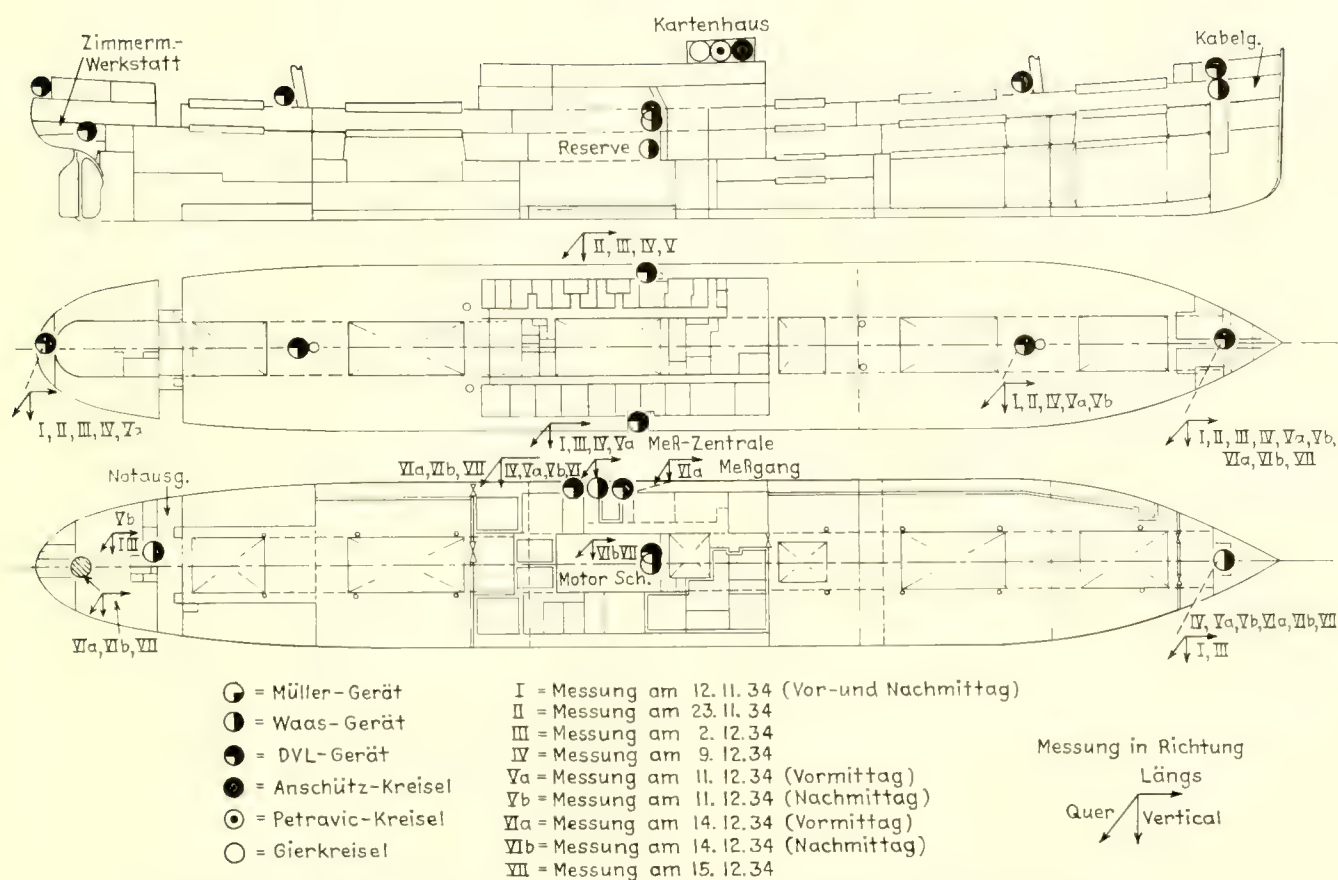 Kartenhaus
Zimmerm.-
Werkstatt
Kabelg.
Reserve
II, III, IV, V
I, II, III, IV, Va
I, II, IV, Va, Vb
I, II, III, IV, Va, Vb,
VIa, VIb, VII
I, III, IV, Va Meß-Zentrale
VIa, VIb, VII
IV, Va, Vb, VI
VIa Meßgang
Notausg.
Vb
I III
VIb VII
Motor Sch.
VIa, VIb, VII
IV, Va, Vb, VIa, VIb, VII
I, III
= Müller-Gerät
= Waas-Gerät
= DVL-Gerät
= Anschütz-Kreisel
= Petravic-Kreisel
= Gierkreisel
I = Messung am 12.11.34 (Vor-und Nachmittag)
II = Messung am 23.11.34
III = Messung am 2.12.34
IV = Messung am 9.12.34
Va = Messung am 11.12.34 (Vormittag)
Vb = Messung am 11.12.34 (Nachmittag)
VIa = Messung am 14.12.34 (Vormittag)
VIb = Messung am 14.12.34 (Nachmittag)
VII = Messung am 15.12.34
Messung in Richtung
Längs
Quer
Vertical